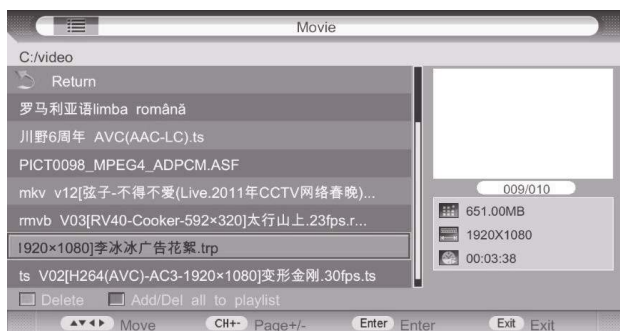 Movie
C:/video
Return
罗马利亚语limba română
川野6周年 AVC(AAC-LC).ts
PICT0098_MPEG4_ADPCM.ASF
mkv v12[弦子-不得不爱(Live.2011年CCTV网络春晚)...
rmvb V03[RV40-Cooker-592×320]太行山上.23fps.r...
1920×1080]李冰冰广告花絮.trp
ts V02[H264(AVC)-AC3-1920×1080]变形金刚.30fps.ts
009/010
651.00MB
1920X1080
00:03:38
Delete Add/Del all to playlist
Move CH+- Page+/- Enter Enter Exit Exit